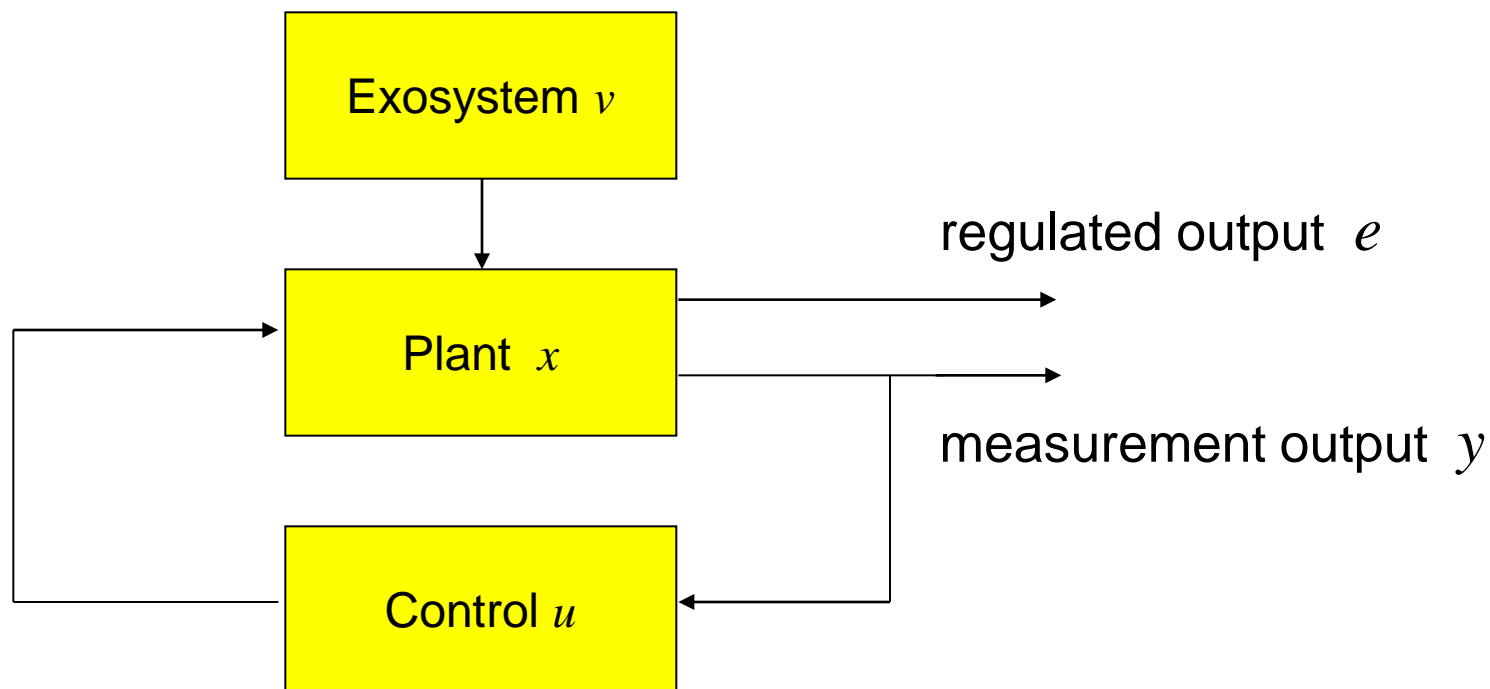 Exosystem v
regulated output e
Plant x
measurement output y
Control u